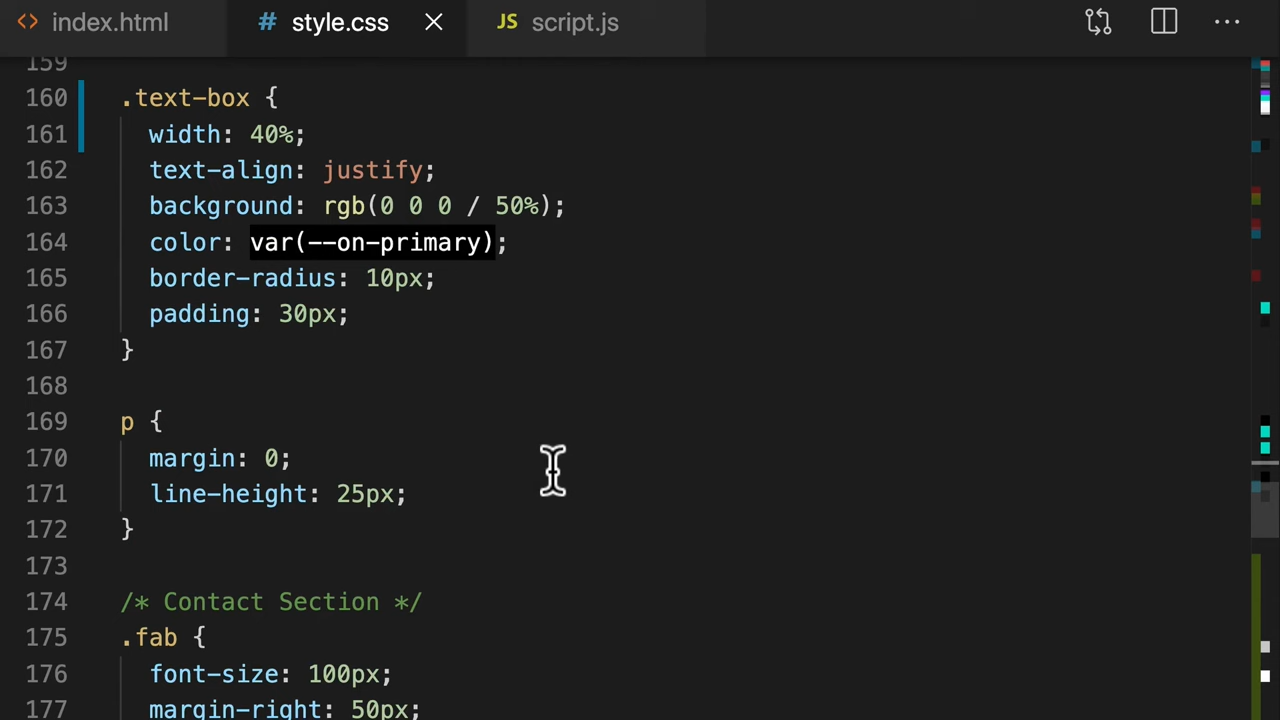 <> index.html # style.css × JS script.js ...
159
160 .text-box {
161 width: 40%;
162 text-align: justify;
163 background: rgb(0 0 0 / 50%);
164 color: var(--on-primary);
165 border-radius: 10px;
166 padding: 30px;
167 }
168
169 p {
170 margin: 0;
171 line-height: 25px;
172 }
173
174 /* Contact Section */
175 .fab {
176 font-size: 100px;
177 margin-right: 50px;